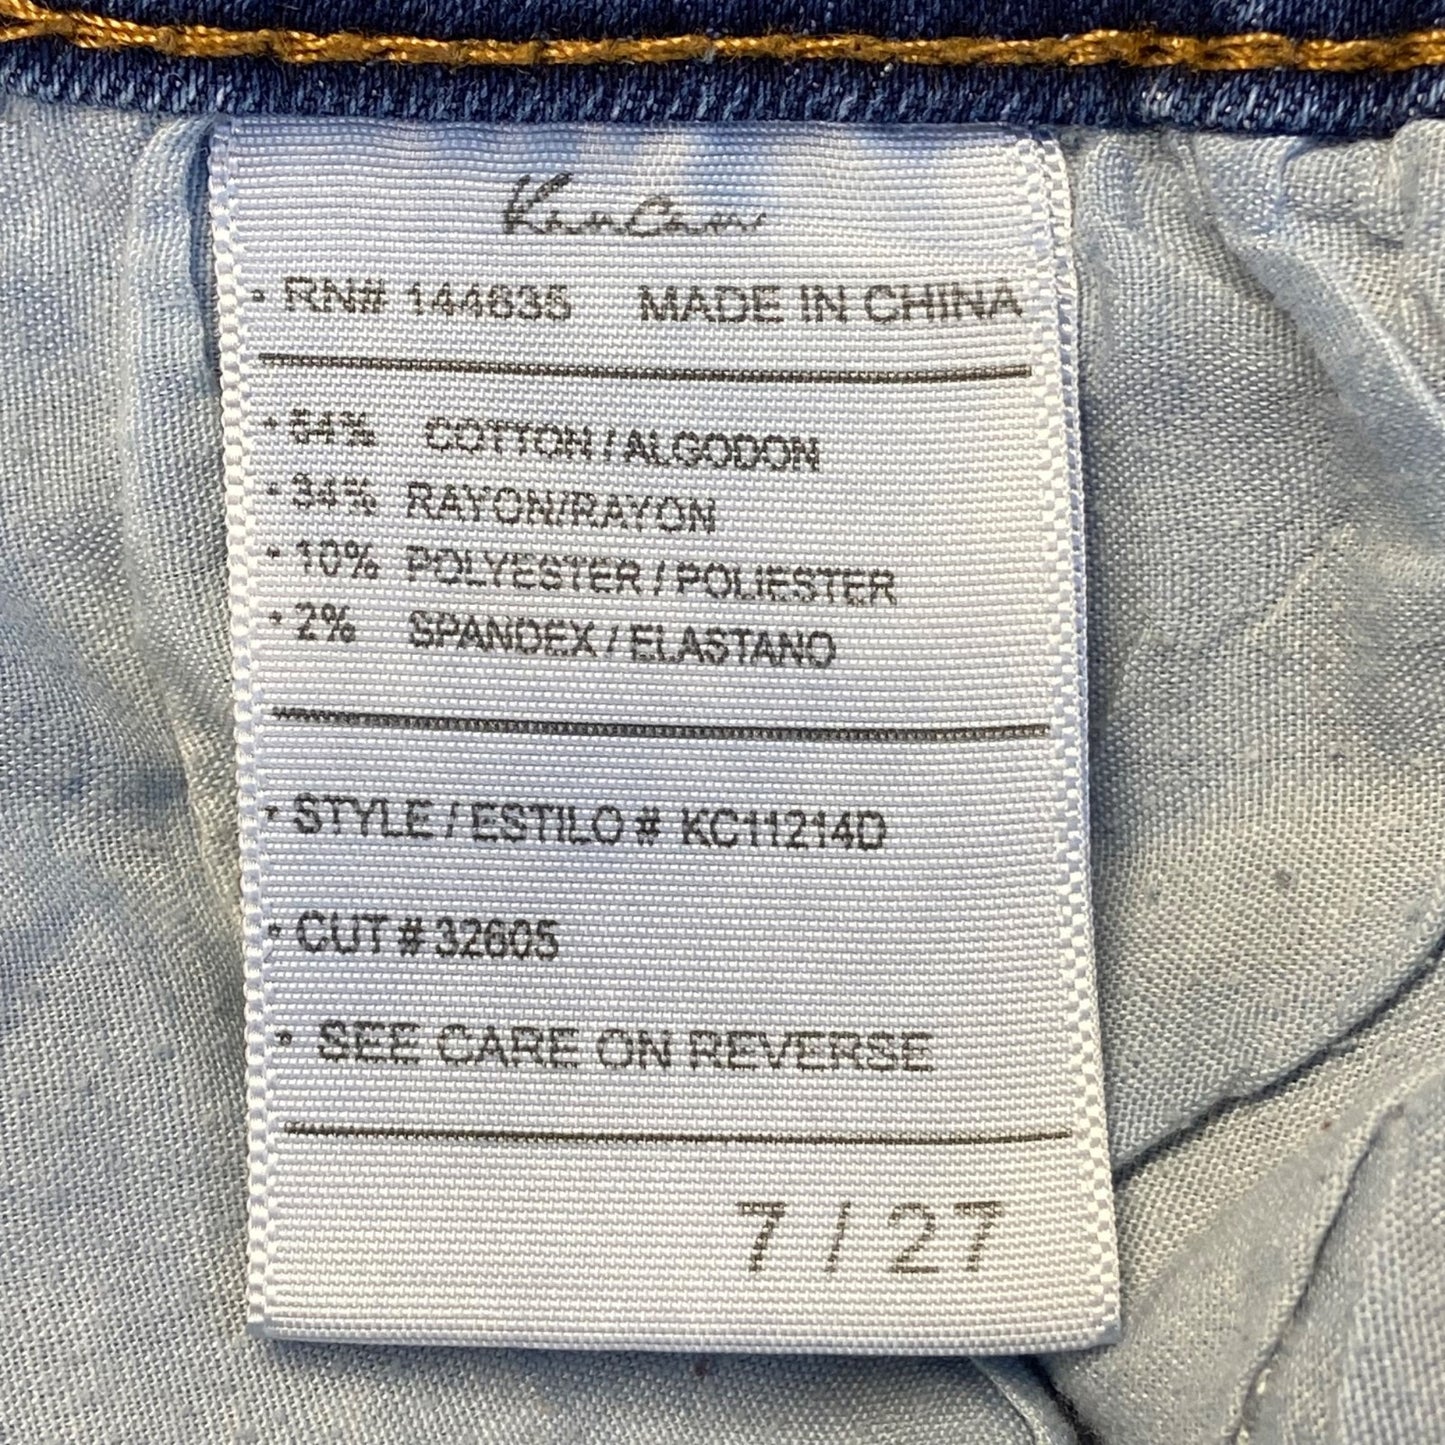 KanCan
• RN# 144635 MADE IN CHINA
• 54% COTTON / ALGODON
• 34% RAYON/RAYON
• 10% POLYESTER / POLIESTER
• 2% SPANDEX / ELASTANO
• STYLE / ESTILO # KC11214D
• CUT # 32605
• SEE CARE ON REVERSE
7 / 27